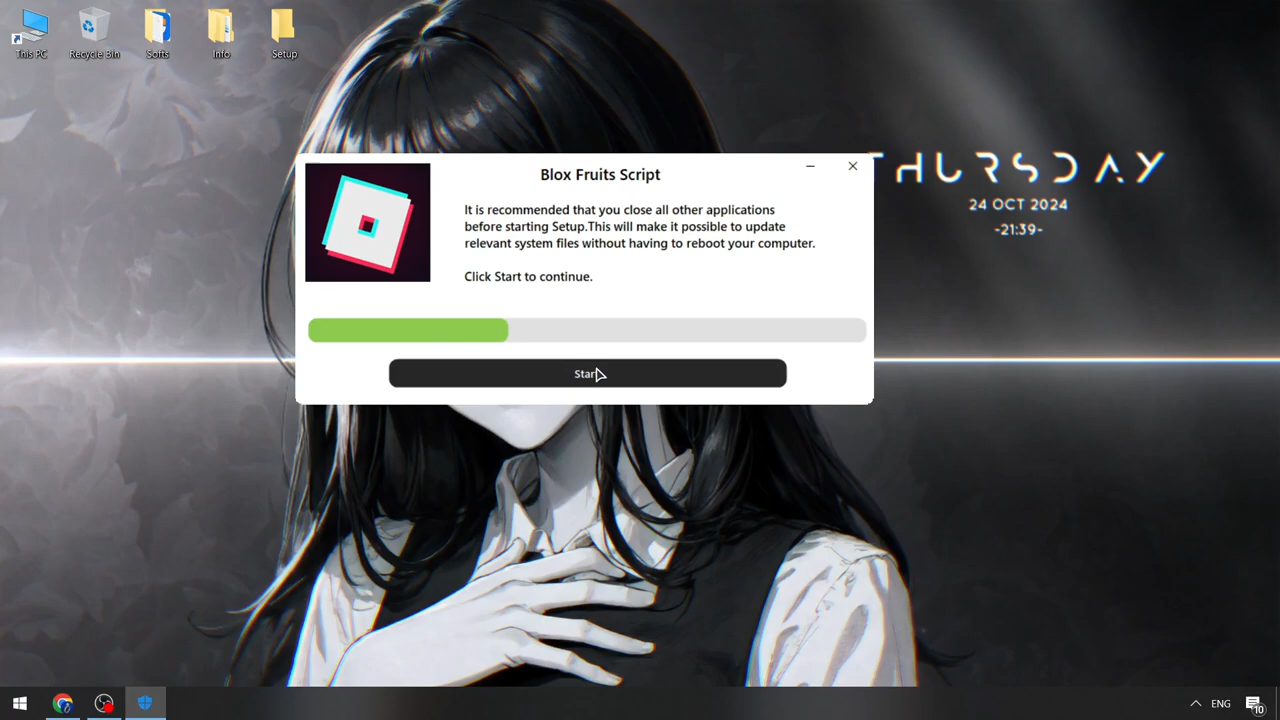 This PC
Recycle Bin
Softs
Info
Setup
THURSDAY
24 OCT 2024
-21:39-
Blox Fruits Script
It is recommended that you close all other applications
before starting Setup.This will make it possible to update
relevant system files without having to reboot your computer.
Click Start to continue.
Start
ENG
10